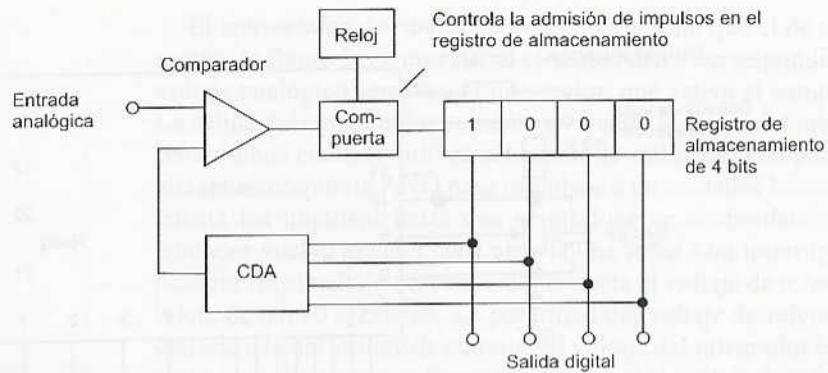 Reloj
Controla la admisión de impulsos en el
registro de almacenamiento
Comparador
Entrada
analógica
Com-
puerta
1 0 0 0
Registro de
almacenamiento
de 4 bits
CDA
Salida digital